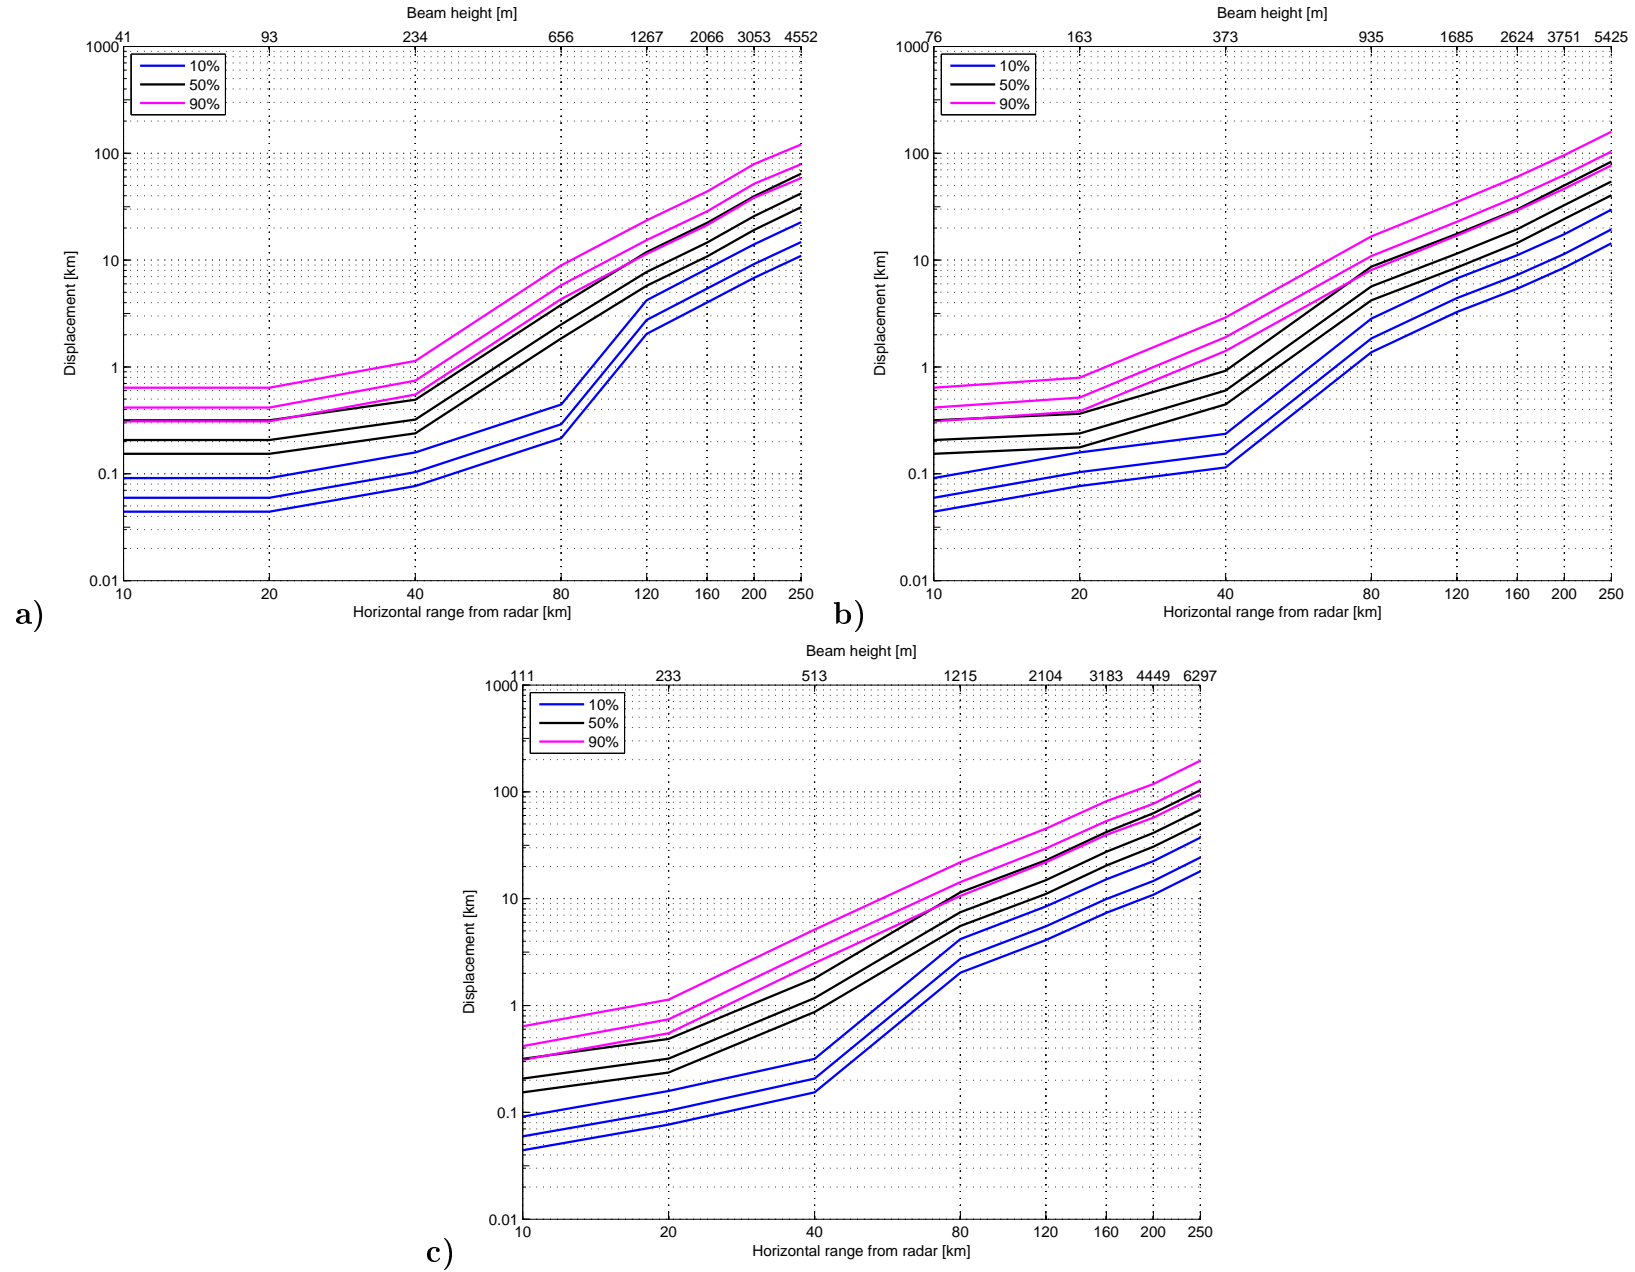 Beam height [m]
41 93 234 656 1267 2066 3053 4552
1000
10%
50%
90%
100
10
1
0.1
0.01
Displacement [km]
10 20 40 80 120 160 200 250
Horizontal range from radar [km]
a)
Beam height [m]
76 163 373 935 1685 2624 3751 5425
1000
10%
50%
90%
100
10
1
0.1
0.01
Displacement [km]
10 20 40 80 120 160 200 250
Horizontal range from radar [km]
b)
Beam height [m]
111 233 513 1215 2104 3183 4449 6297
1000
10%
50%
90%
100
10
1
0.1
0.01
Displacement [km]
10 20 40 80 120 160 200 250
Horizontal range from radar [km]
c)